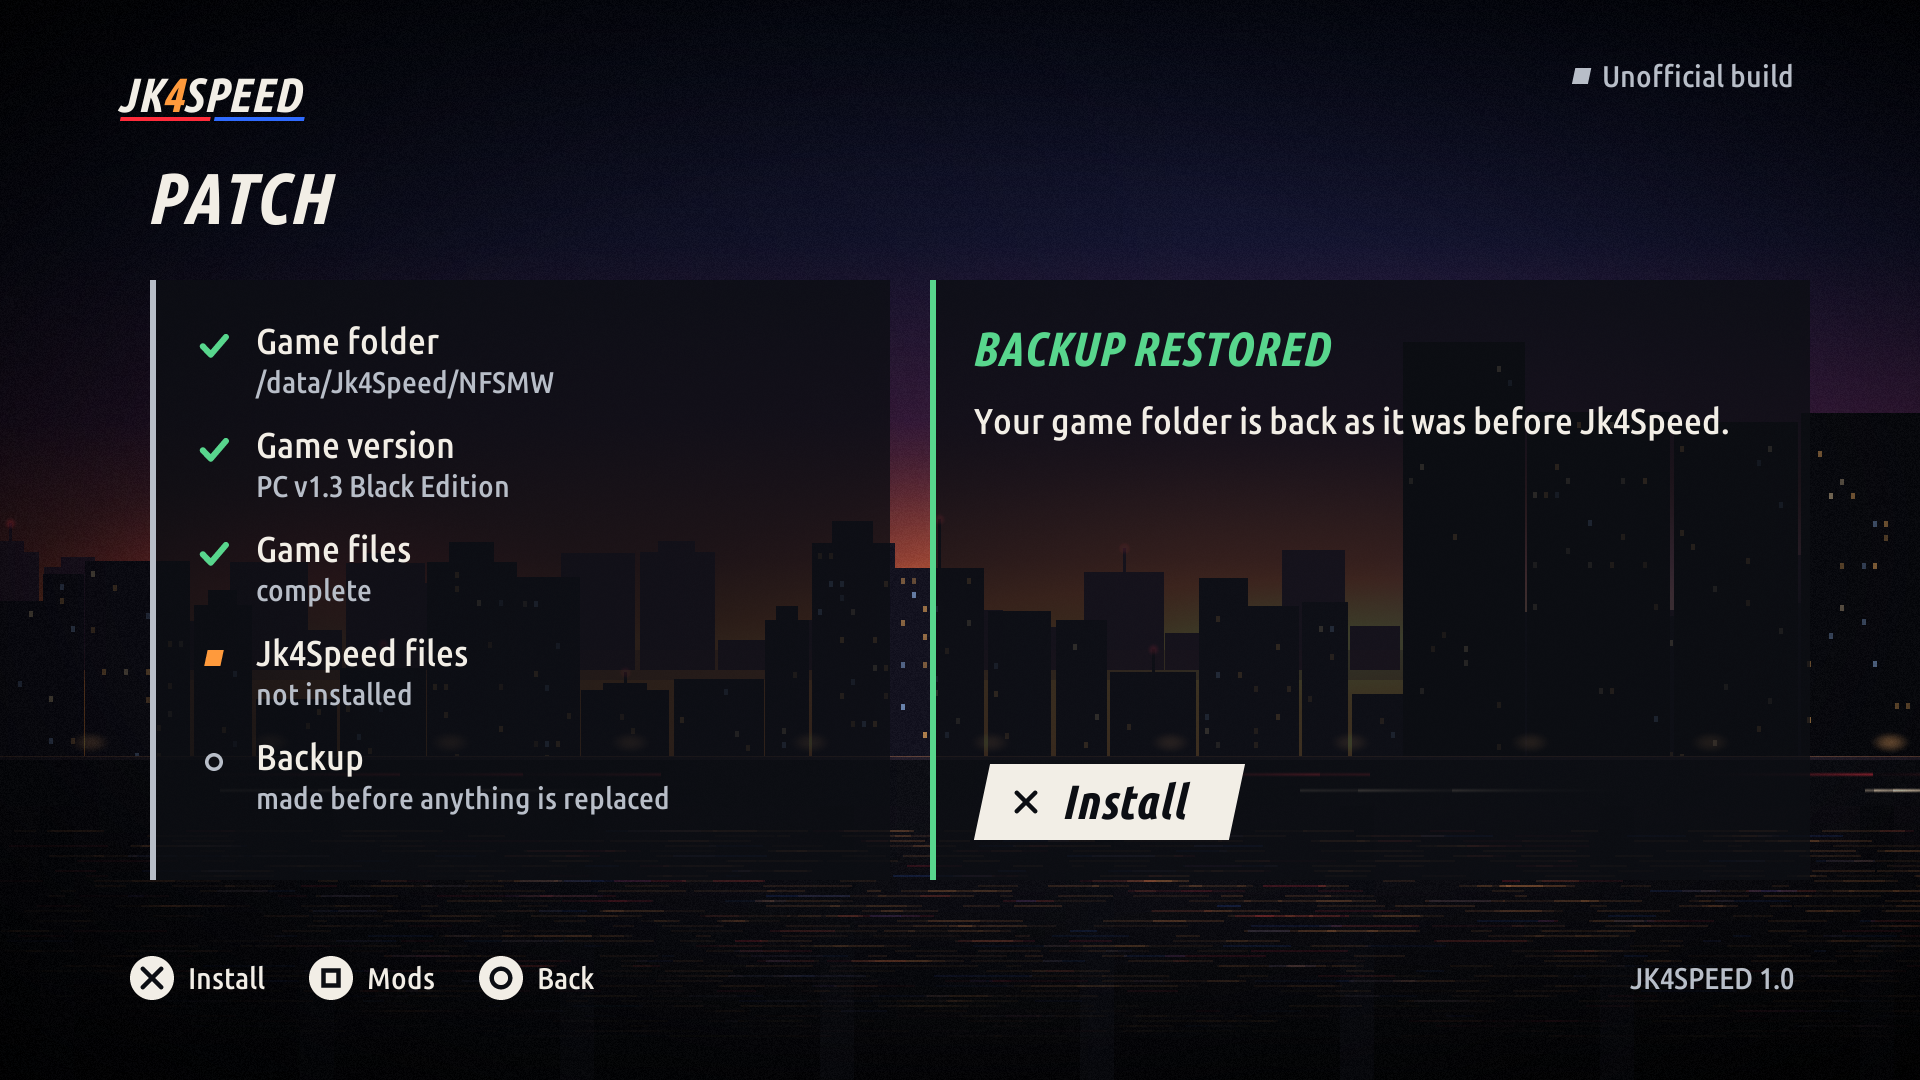 JK4SPEED
Unofficial build
PATCH
Game folder
/data/Jk4Speed/NFSMW
Game version
PC v1.3 Black Edition
Game files
complete
Jk4Speed files
not installed
Backup
made before anything is replaced
BACKUP RESTORED
Your game folder is back as it was before Jk4Speed.
Install
Install
Mods
Back
JK4SPEED 1.0